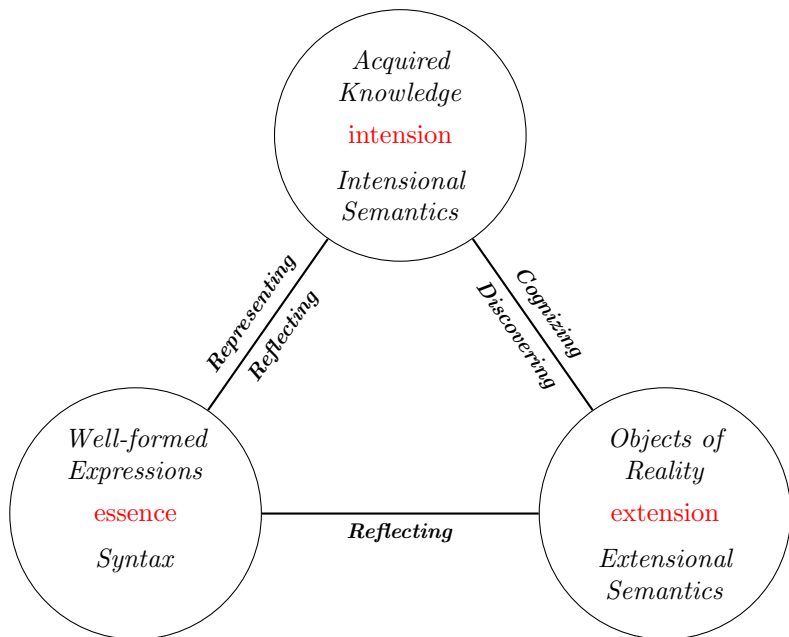 Acquired
Knowledge
intension
Intensional
Semantics
Representing
Reflecting
Cognizing
Discovering
Well-formed
Expressions
essence
Syntax
Reflecting
Objects of
Reality
extension
Extensional
Semantics